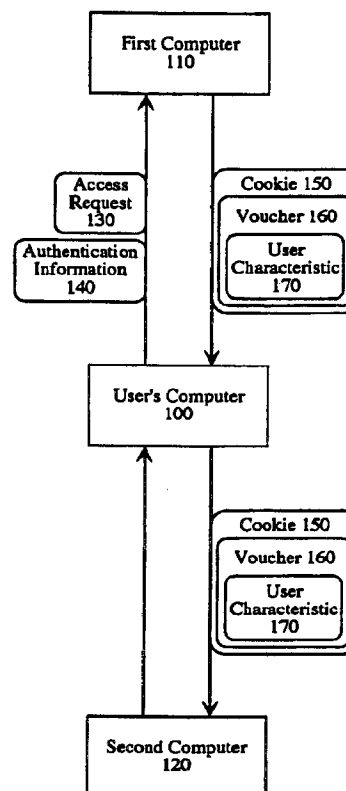 First Computer
110
Access
Request
130
Authentication
Information
140
Cookie 150
Voucher 160
User
Characteristic
170
User's Computer
100
Cookie 150
Voucher 160
User
Characteristic
170
Second Computer
120